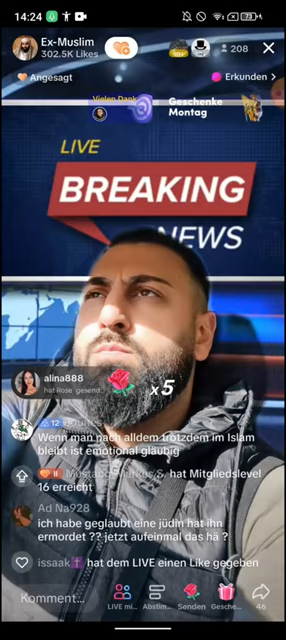 14:24
73
Ex-Muslim
302.5K Likes
208
Angesagt
Erkunden >
Vielen Dank
Geschenke
Montag
LIVE
BREAKING
NEWS
alina888
hat Rose gesend...
x5
12
Wenn man nach alldem trotzdem im Islam
bleibt ist emotional gläubig
hat Mitgliedslevel
16 erreicht
Ad Na928
ich habe geglaubt eine jüdin hat ihn
ermordet ?? jetzt aufeinmal das hä ?
issaak hat dem LIVE einen Like gegeben
Komment...
LIVE mi...
Abstim...
Senden
Gesche...
46